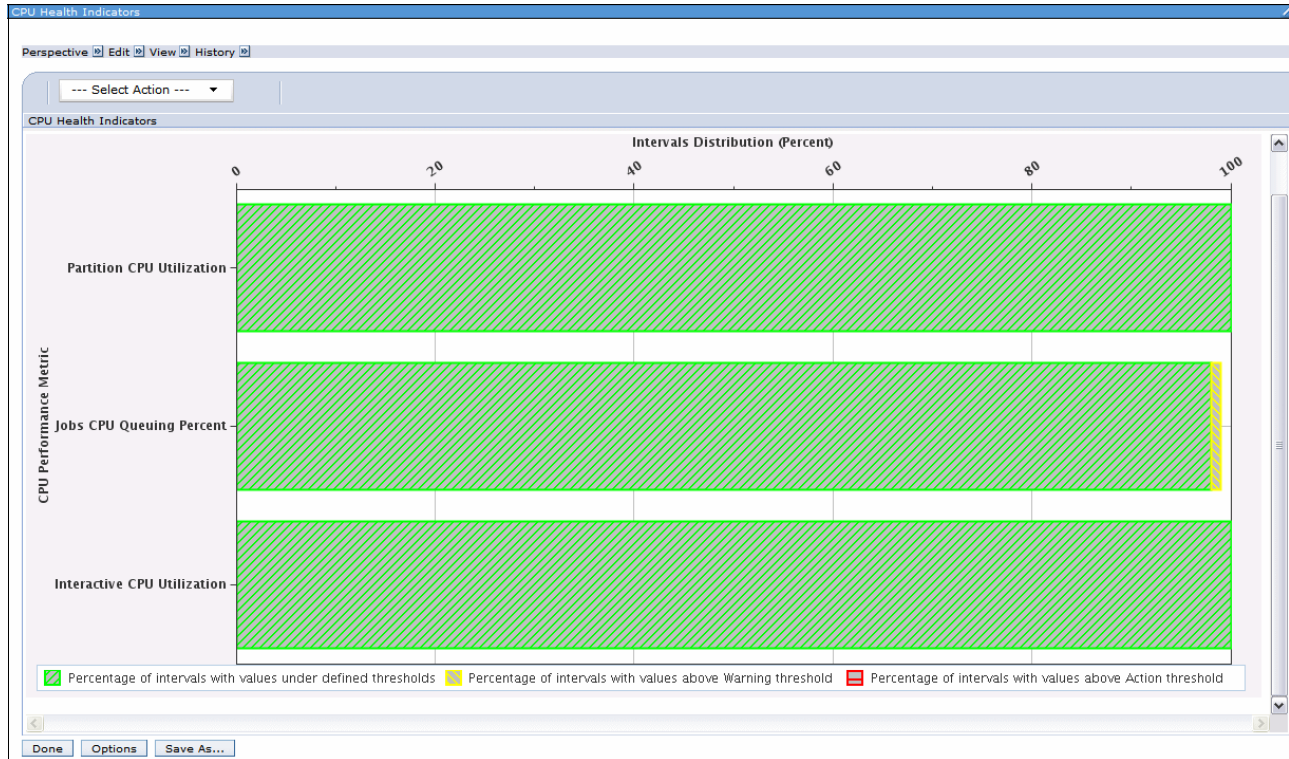 CPU Health Indicators
Perspective Edit View History
--- Select Action ---
CPU Health Indicators
Intervals Distribution (Percent)
0 20 40 60 80 100
CPU Performance Metric
Partition CPU Utilization
Jobs CPU Queuing Percent
Interactive CPU Utilization
Percentage of intervals with values under defined thresholds Percentage of intervals with values above Warning threshold Percentage of intervals with values above Action threshold
Done Options Save As...